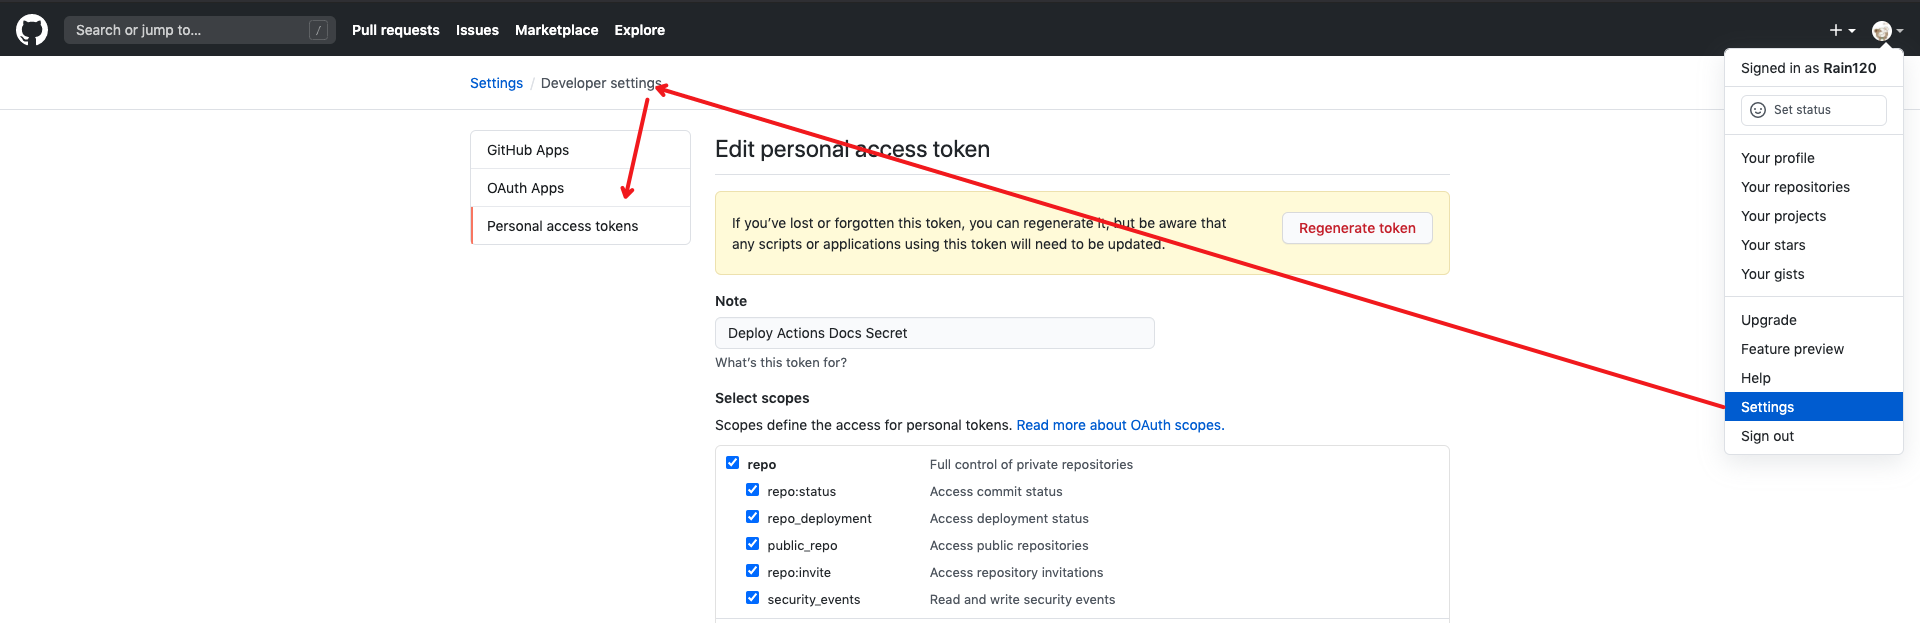 Search or jump to... /
Pull requests Issues Marketplace Explore
Signed in as Rain120
Set status
Your profile
Your repositories
Your projects
Your stars
Your gists
Upgrade
Feature preview
Help
Settings
Sign out
Settings / Developer settings
GitHub Apps
OAuth Apps
Personal access tokens
Edit personal access token
If you’ve lost or forgotten this token, you can regenerate it, but be aware that
any scripts or applications using this token will need to be updated.
Regenerate token
Note
Deploy Actions Docs Secret
What’s this token for?
Select scopes
Scopes define the access for personal tokens. Read more about OAuth scopes.
repo Full control of private repositories
repo:status Access commit status
repo_deployment Access deployment status
public_repo Access public repositories
repo:invite Access repository invitations
security_events Read and write security events